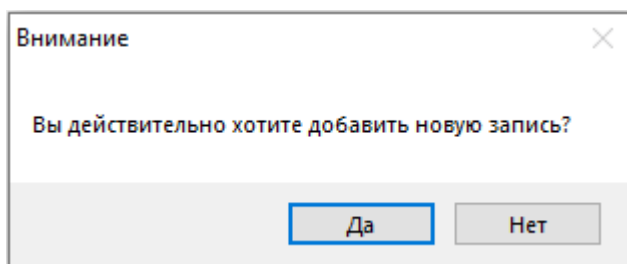 Внимание
Вы действительно хотите добавить новую запись?
Да
Нет